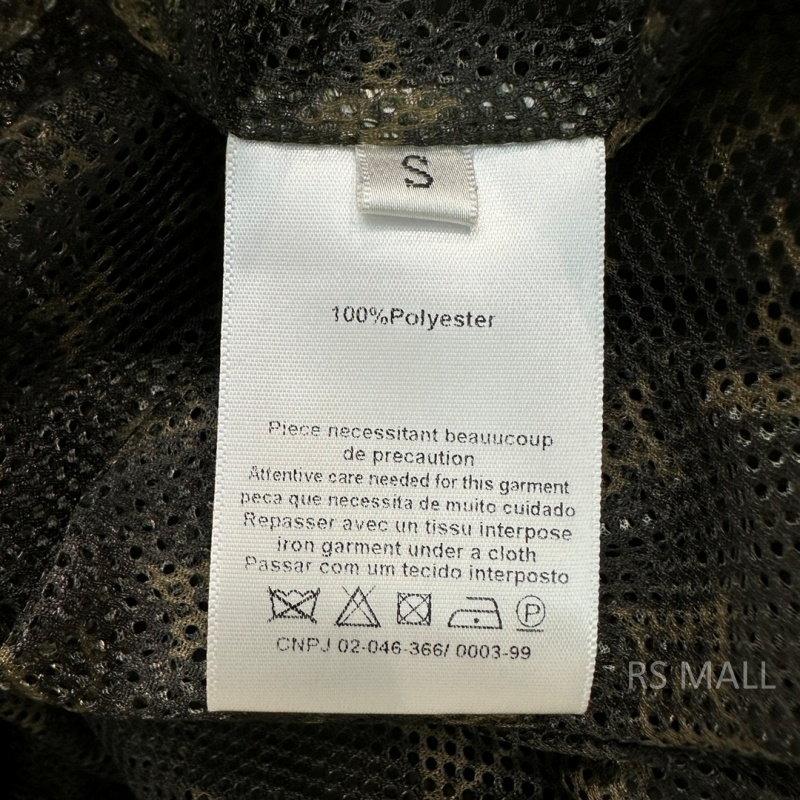 S
100%Polyester
Piece necessitant beauucoup
de precaution
Atfentive care needed for this garment
peca que necessita de muito cuidado
Repasser avec un tissu interpose
iron garment under a cloth
Passar com um tecido interposto
P
CNPJ 02-046-366/ 0003-99
RS MALL